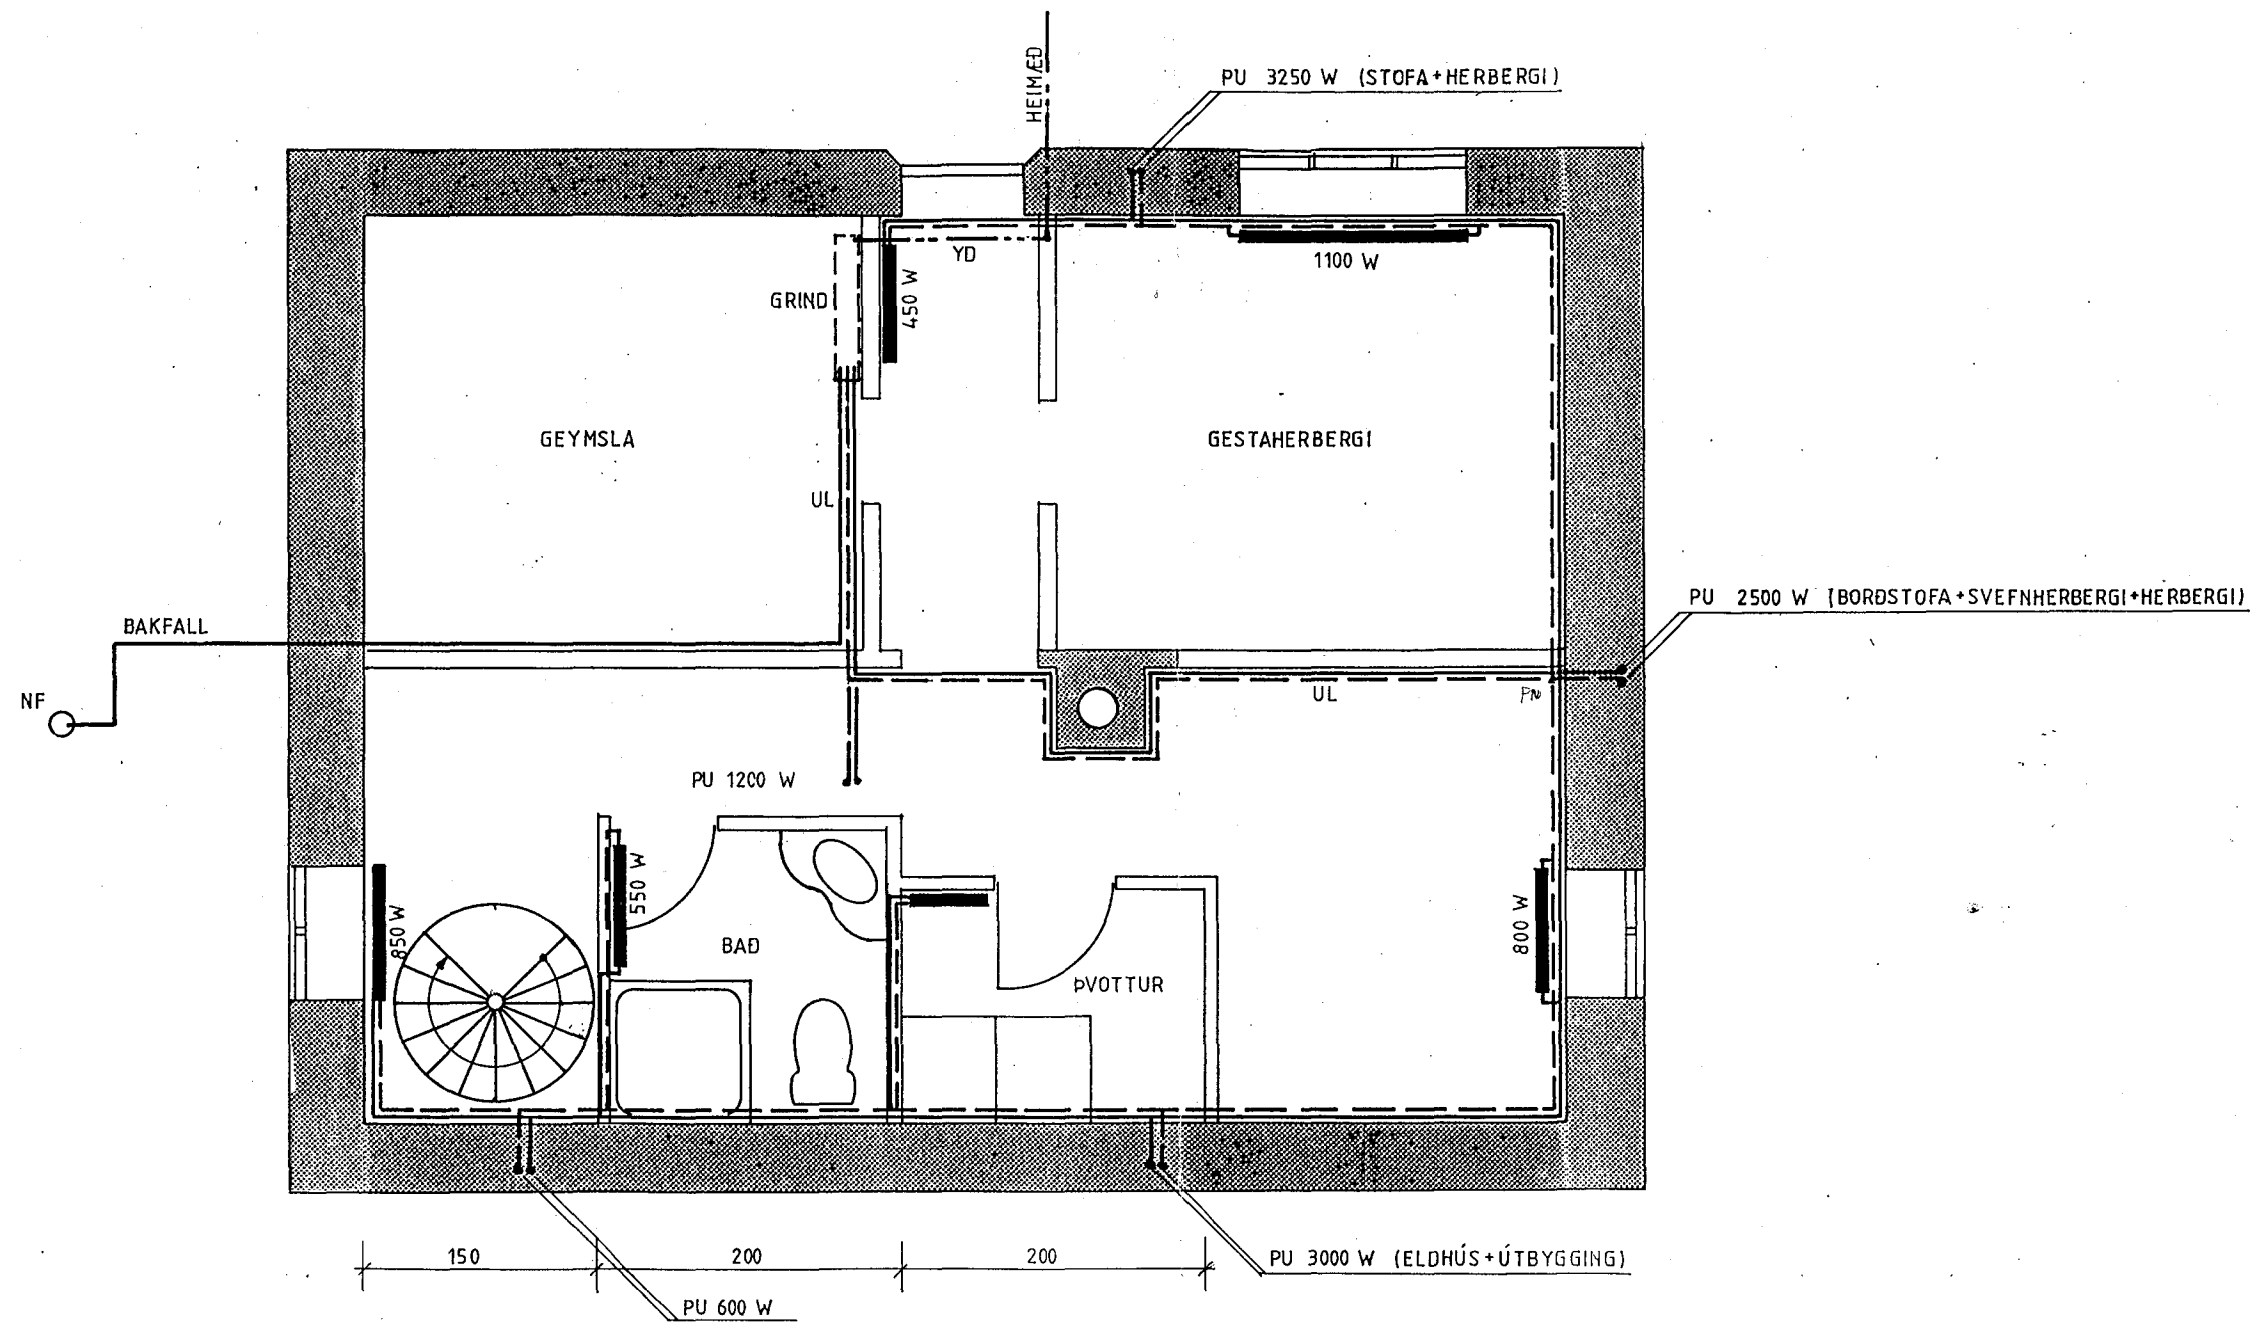 HEIMÆÐ
PU 3250 W (STOFA+HERBERGI)
YD
1100 W
GRIND
450 W
GEYMSLA
GESTAHERBERGI
UL
BAKFALL
PU 2500 W (BORÐSTOFA+SVEFNHERBERGI+HERBERGI)
NF
UL
PU 1200 W
850 W
550 W
BAÐ
800 W
ÞVOTTUR
150
200
200
PU 3000 W (ELDHÚS+ÚTBYGGING)
PU 600 W